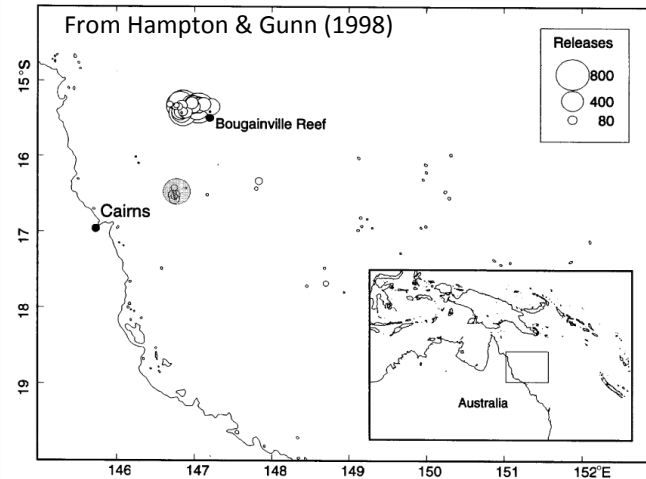 From Hampton & Gunn (1998)
Releases
800
400
80
15°S
16
17
18
19
Bougainville Reef
Cairns
Australia
146
147
148
149
150
151
152°E